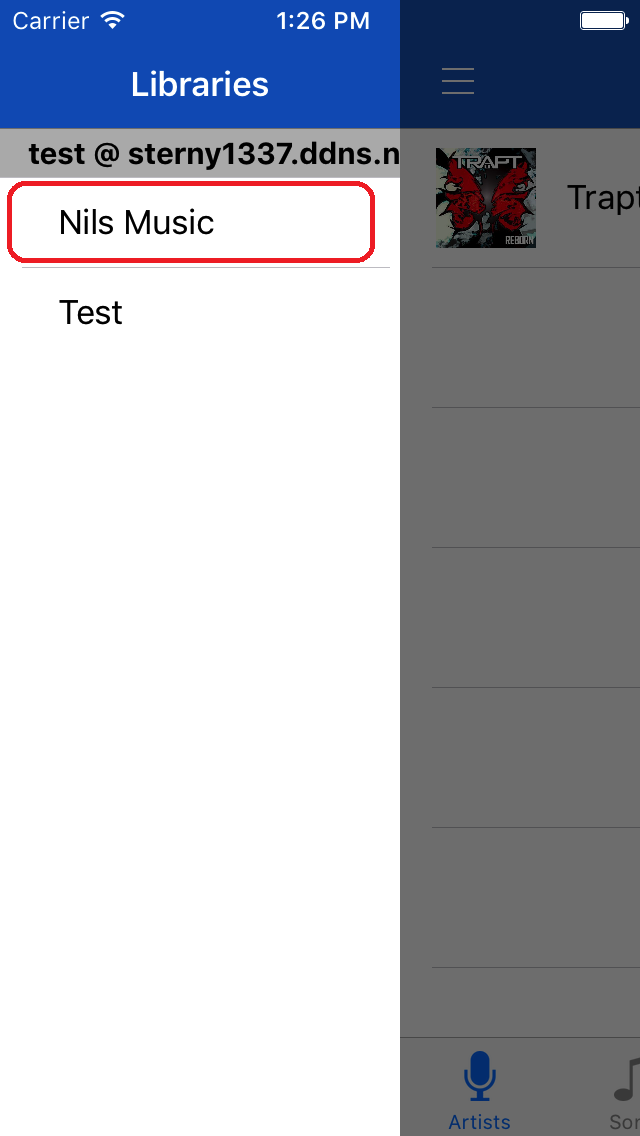 Carrier 1:26 PM
Libraries
test @ sterny1337.ddns.n
Nils Music
Test
TRAPT
REBORN
Trapt
Artists
Son